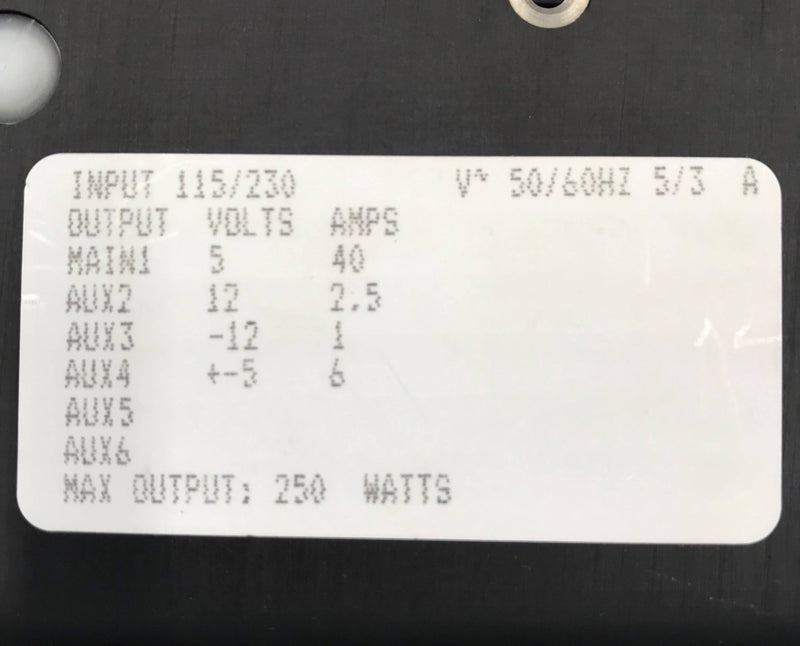 INPUT 115/230 V~ 50/60HZ 5/3 A
OUTPUT VOLTS AMPS
MAIN1 5 40
AUX2 12 2.5
AUX3 -12 1
AUX4 +-5 6
AUX5
AUX6
MAX OUTPUT: 250 WATTS